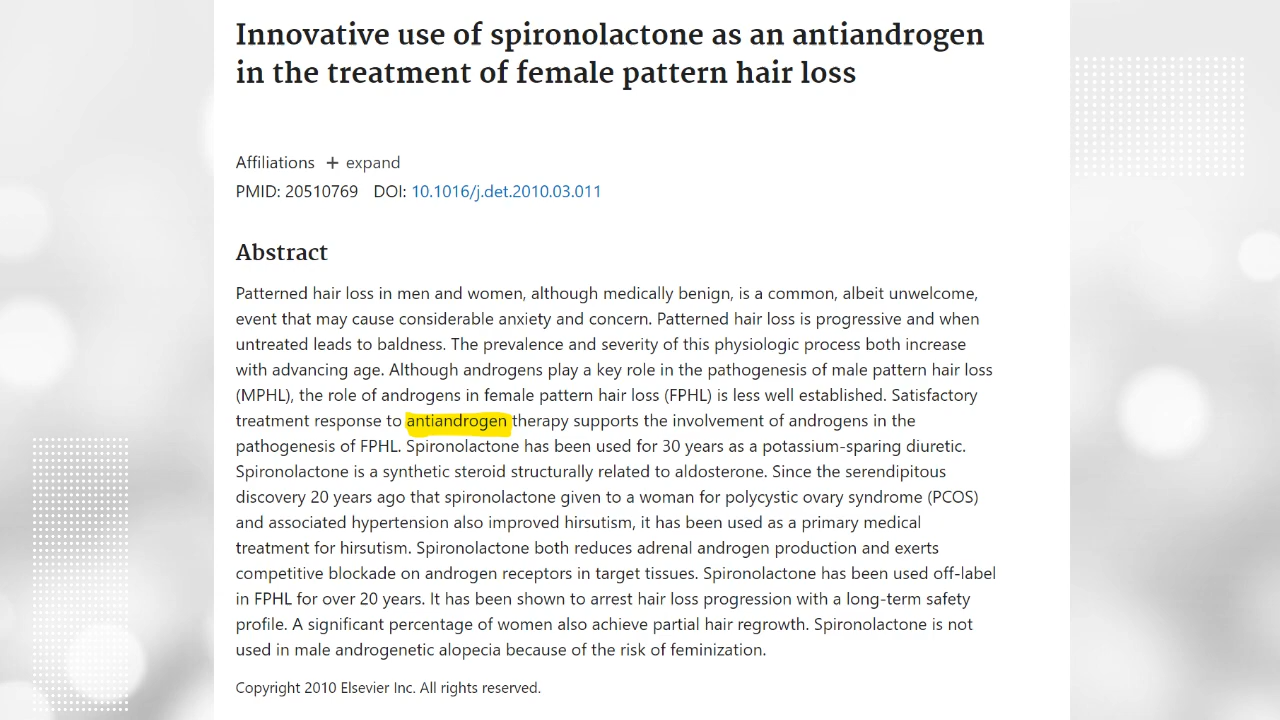 Innovative use of spironolactone as an antiandrogen
in the treatment of female pattern hair loss
Affiliations + expand
PMID: 20510769 DOI: 10.1016/j.det.2010.03.011
Abstract
Patterned hair loss in men and women, although medically benign, is a common, albeit unwelcome,
event that may cause considerable anxiety and concern. Patterned hair loss is progressive and when
untreated leads to baldness. The prevalence and severity of this physiologic process both increase
with advancing age. Although androgens play a key role in the pathogenesis of male pattern hair loss
(MPHL), the role of androgens in female pattern hair loss (FPHL) is less well established. Satisfactory
treatment response to antiandrogen therapy supports the involvement of androgens in the
pathogenesis of FPHL. Spironolactone has been used for 30 years as a potassium-sparing diuretic.
Spironolactone is a synthetic steroid structurally related to aldosterone. Since the serendipitous
discovery 20 years ago that spironolactone given to a woman for polycystic ovary syndrome (PCOS)
and associated hypertension also improved hirsutism, it has been used as a primary medical
treatment for hirsutism. Spironolactone both reduces adrenal androgen production and exerts
competitive blockade on androgen receptors in target tissues. Spironolactone has been used off-label
in FPHL for over 20 years. It has been shown to arrest hair loss progression with a long-term safety
profile. A significant percentage of women also achieve partial hair regrowth. Spironolactone is not
used in male androgenetic alopecia because of the risk of feminization.
Copyright 2010 Elsevier Inc. All rights reserved.